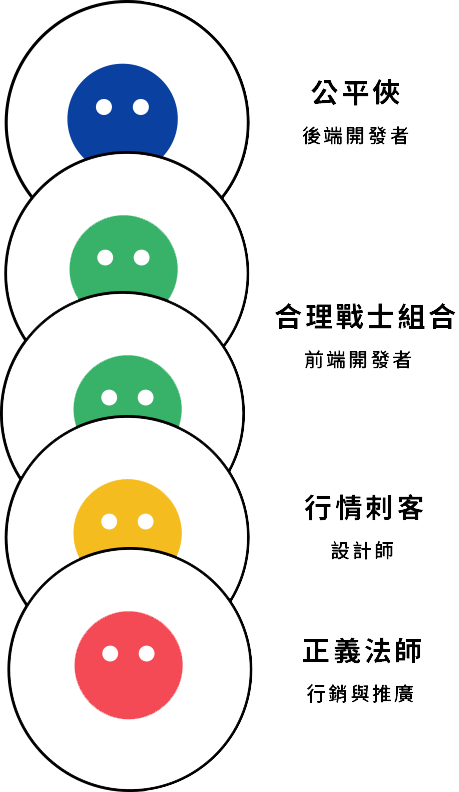 公平俠
後端開發者
合理戰士組合
前端開發者
行情刺客
設計師
正義法師
行銷與推廣